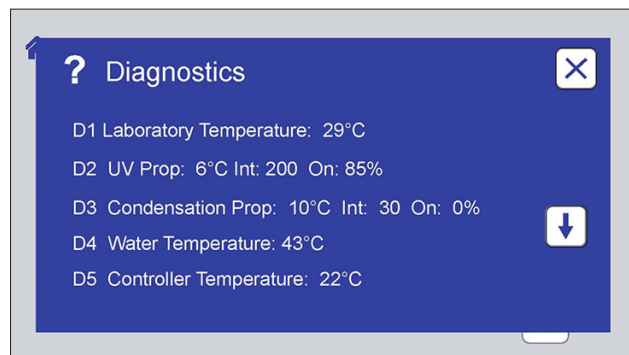 ? Diagnostics
D1 Laboratory Temperature: 29°C
D2 UV Prop: 6°C Int: 200 On: 85%
D3 Condensation Prop: 10°C Int: 30 On: 0%
D4 Water Temperature: 43°C
D5 Controller Temperature: 22°C